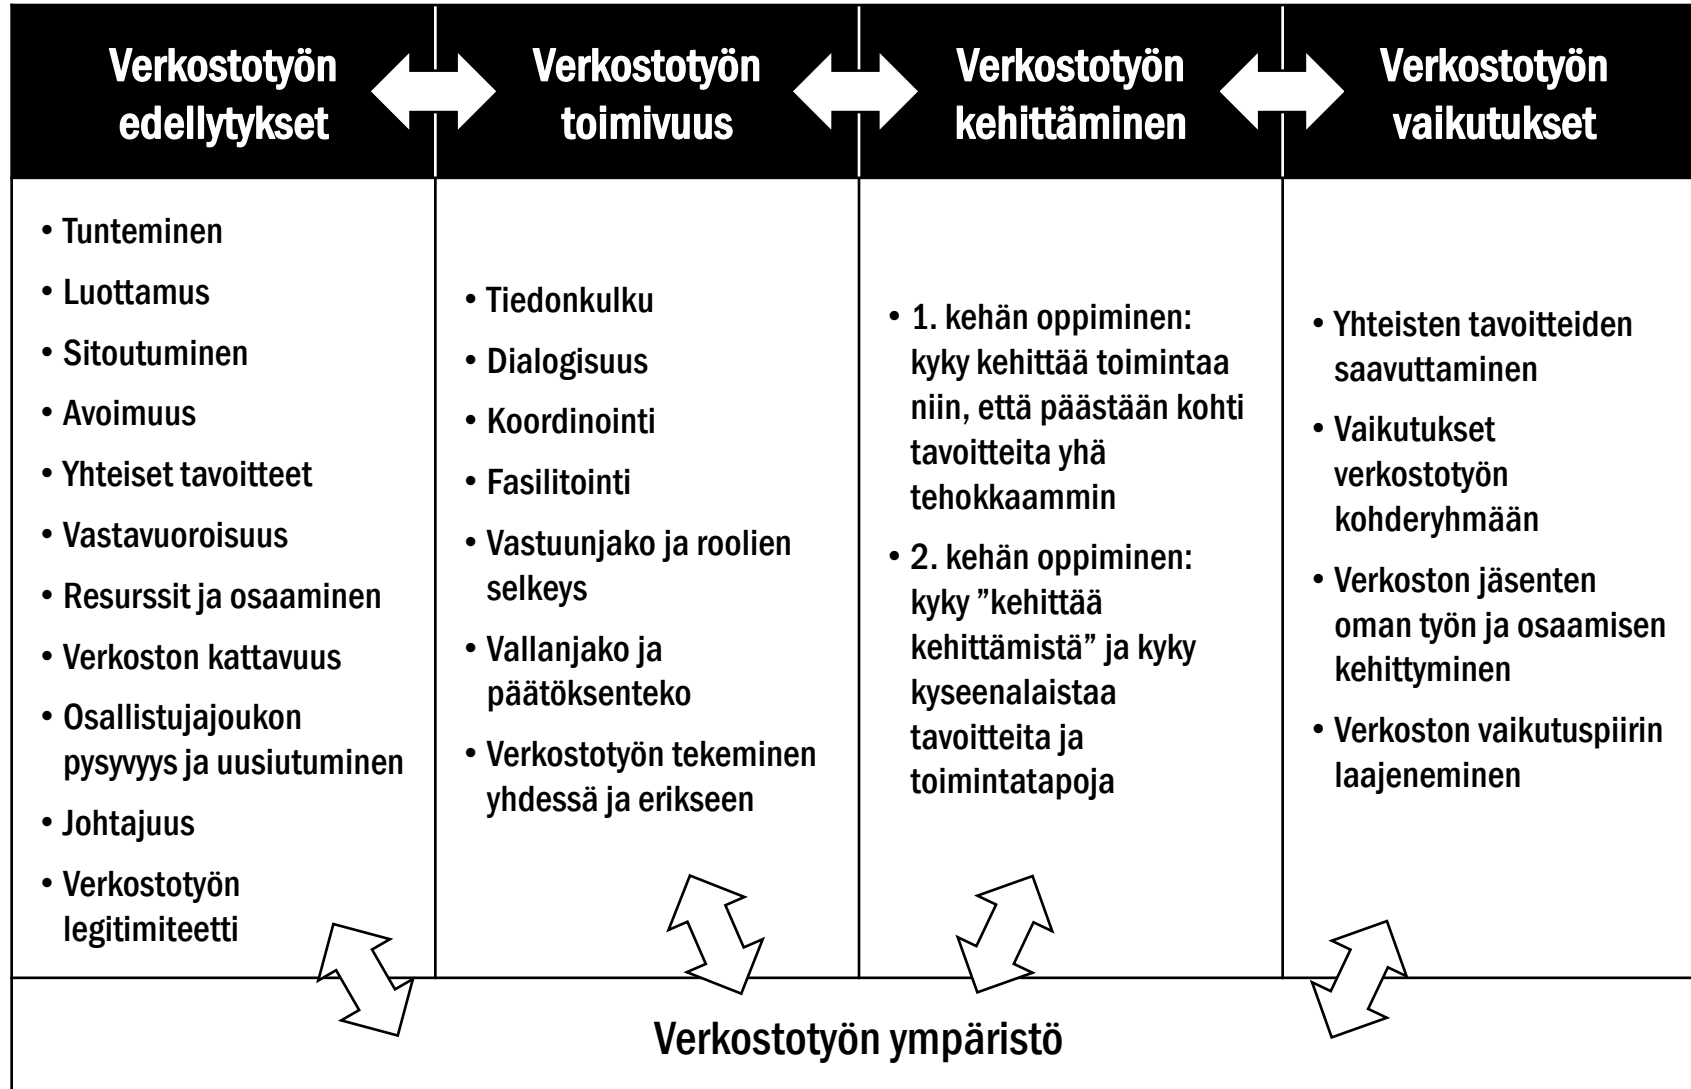 Verkostotyön
edellytykset
Verkostotyön
toimivuus
Verkostotyön
kehittäminen
Verkostotyön
vaikutukset
• Tunteminen
• Luottamus
• Sitoutuminen
• Avoimuus
• Yhteiset tavoitteet
• Vastavuoroisuus
• Resurssit ja osaaminen
• Verkoston kattavuus
• Osallistujajoukon
pysyvyys ja uusiutuminen
• Johtajuus
• Verkostotyön
legitimiteetti
• Tiedonkulku
• Dialogisuus
• Koordinointi
• Fasilitointi
• Vastuunjako ja roolien
selkeys
• Vallanjako ja
päätöksenteko
• Verkostotyön tekeminen
yhdessä ja erikseen
• 1. kehän oppiminen:
kyky kehittää toimintaa
niin, että päästään kohti
tavoitteita yhä
tehokkaammin
• 2. kehän oppiminen:
kyky ”kehittää
kehittämistä” ja kyky
kyseenalaistaa
tavoitteita ja
toimintatapoja
• Yhteisten tavoitteiden
saavuttaminen
• Vaikutukset
verkostotyön
kohderyhmään
• Verkoston jäsenten
oman työn ja osaamisen
kehittyminen
• Verkoston vaikutuspiirin
laajeneminen
Verkostotyön ympäristö